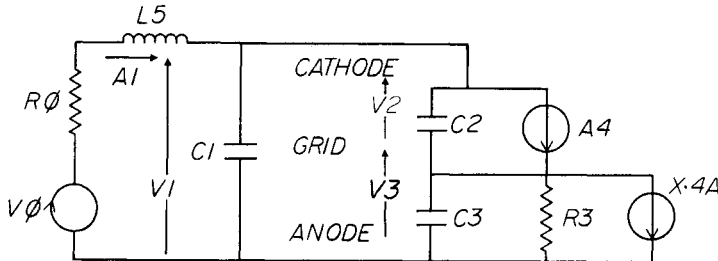 L5
A1
CATHODE
RØ
V2
C2
A4
C1
GRID
V1
V3
VØ
C3
R3
X·4A
ANODE